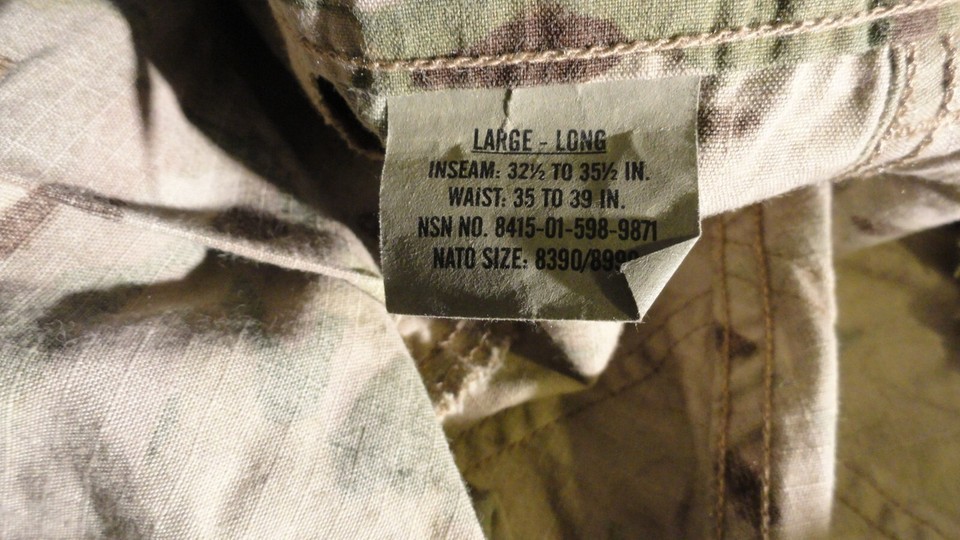 LARGE - LONG
INSEAM: 32½ TO 35½ IN.
WAIST: 35 TO 39 IN.
NSN NO. 8415-01-598-9871
NATO SIZE: